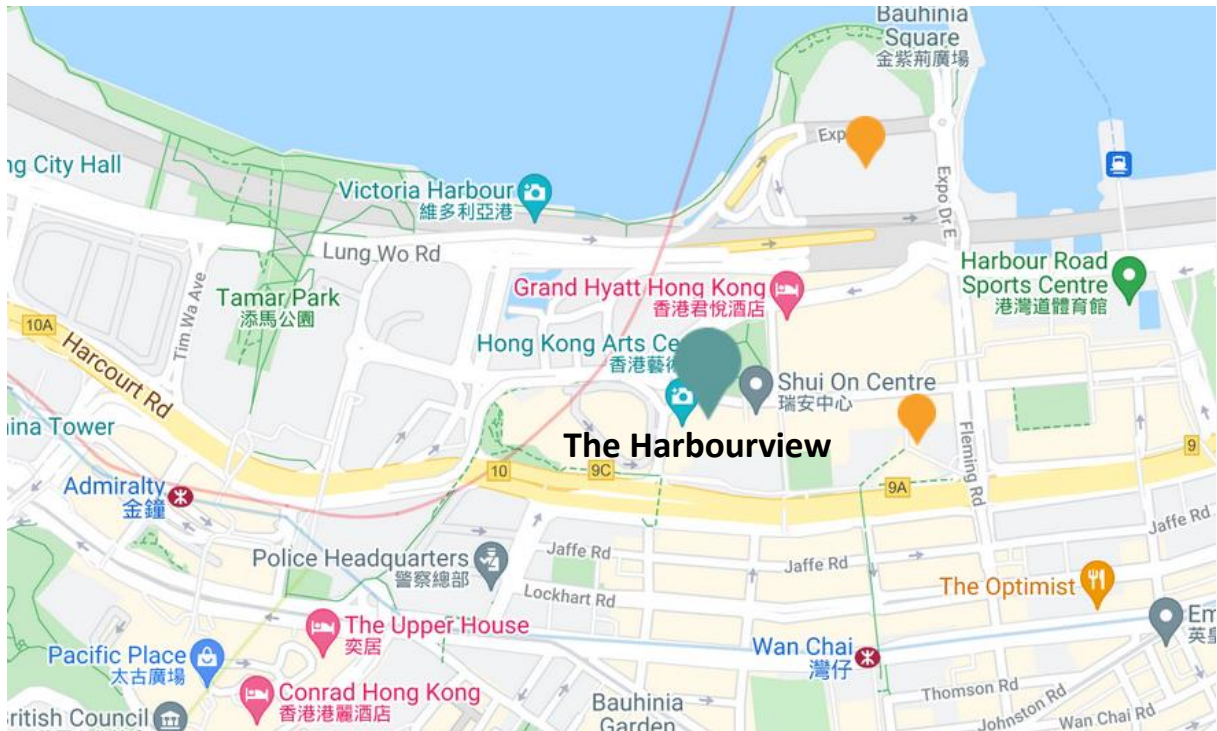 Bauhinia
Square
金紫荊廣場
Exp
ng City Hall
Victoria Harbour
維多利亞港
Expo Dr E
Lung Wo Rd
Harbour Road
Sports Centre
港灣道體育館
Grand Hyatt Hong Kong
香港君悅酒店
Tamar Park
添馬公園
Tim Wa Ave
10A
Harcourt Rd
Hong Kong Arts Ce
香港藝術
Shui On Centre
瑞安中心
ina Tower
The Harbourview
Fleming Rd
10
9C
9A
9
Admiralty
金鐘
Jaffe Rd
Jaffe Rd
Jaffe Rd
Police Headquarters
警察總部
Lockhart Rd
The Optimist
The Upper House
奕居
Wan Chai
灣仔
Em
英皇
Pacific Place
太古廣場
Thomson Rd
Conrad Hong Kong
香港港麗酒店
Bauhinia
Garden
Johnston Rd
Wan Chai Rd
British Council